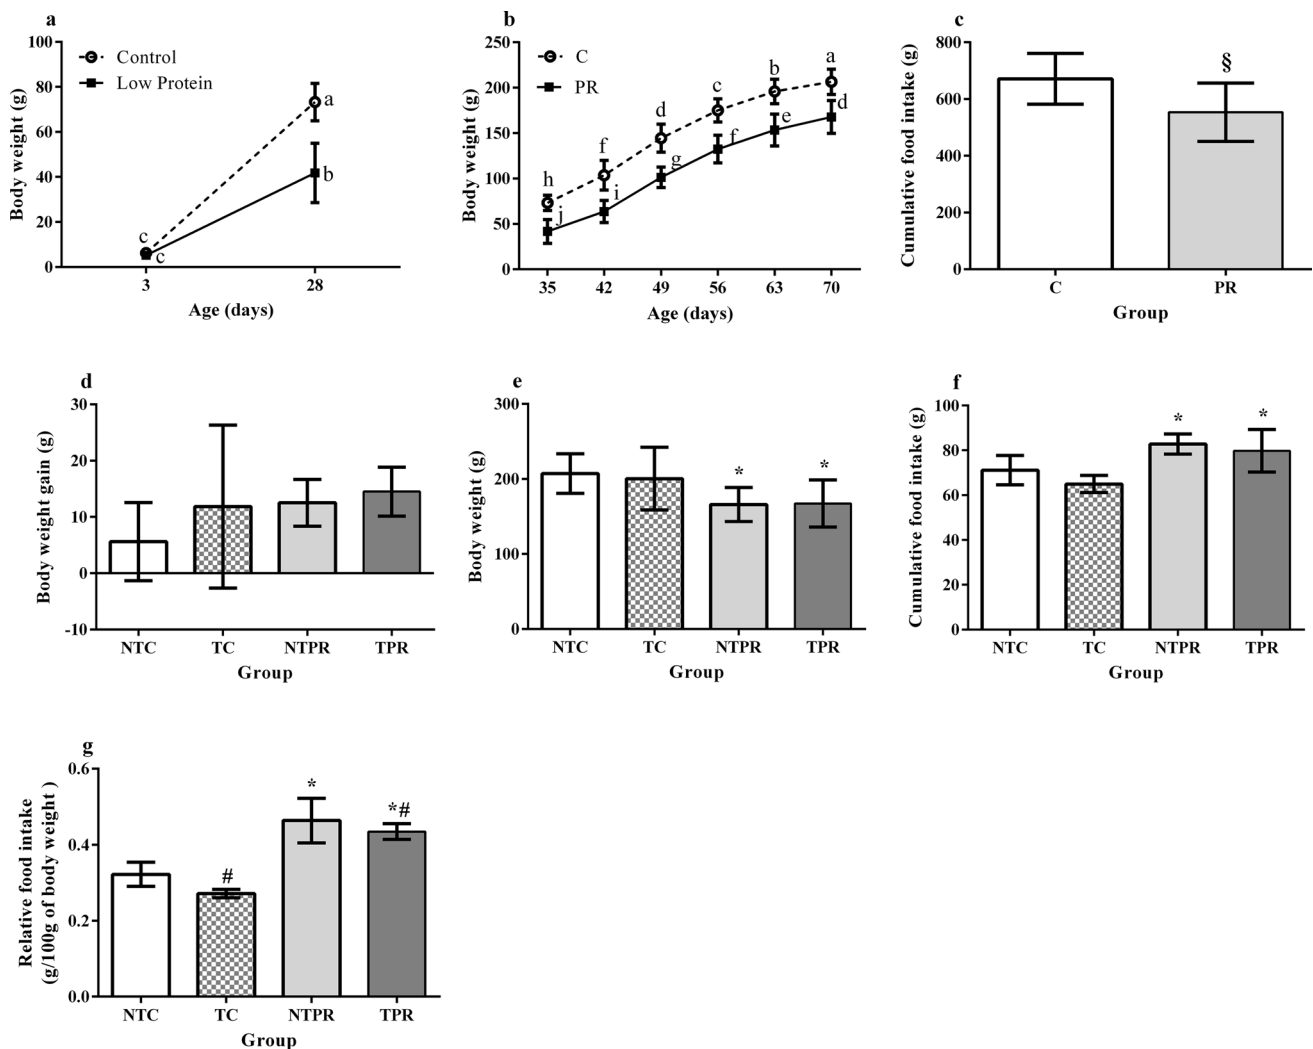 a
Body weight (g)
100
80
60
40
20
0
Control
Low Protein
a
b
c
c
3
28
Age (days)
b
Body weight (g)
250
200
150
100
50
0
C
PR
h
f
d
c
b
a
j
i
g
f
e
d
35 42 49 56 63 70
Age (days)
c
Cumulative food intake (g)
800
600
400
200
0
§
C PR
Group
d
Body weight gain (g)
30
20
10
0
-10
NTC TC NTPR TPR
Group
e
Body weight (g)
300
200
100
0
* *
NTC TC NTPR TPR
Group
f
Cumulative food intake (g)
100
80
60
40
20
0
* *
NTC TC NTPR TPR
Group
g
Relative food intake
(g/100g of body weight )
0.6
0.4
0.2
0.0
#
*
*#
NTC TC NTPR TPR
Group